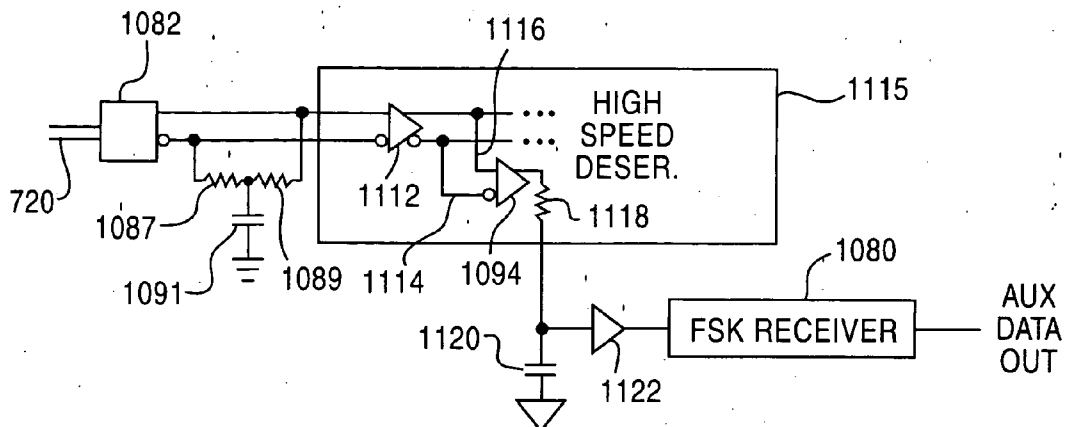 1082
1116
1115
HIGH
SPEED
DESER.
720
1087
1091
1089
1112
1114
1094
1118
1080
FSK RECEIVER
AUX
DATA
OUT
1120
1122